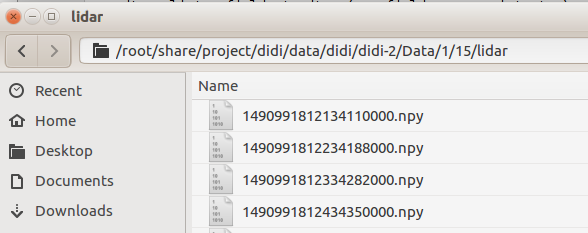 lidar
/root/share/project/didi/data/didi/didi-2/Data/1/15/lidar
Recent
Home
Desktop
Documents
Downloads
Name
1490991812134110000.npy
1490991812234188000.npy
1490991812334282000.npy
1490991812434350000.npy